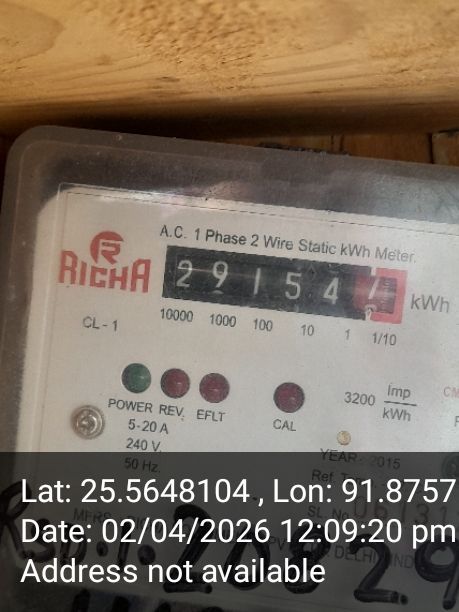 A.C. 1 Phase 2 Wire Static kWh Meter.
R
RICHA
2 9 1 5 4
kWh
CL - 1
10000 1000 100 10 1 1/10
3200 Imp/kWh
POWER REV. EFLT CAL
5-20 A
240 V.
50 Hz.
YEAR 2015
Lat: 25.5648104 , Lon: 91.8757
Date: 02/04/2026 12:09:20 pm
Address not available